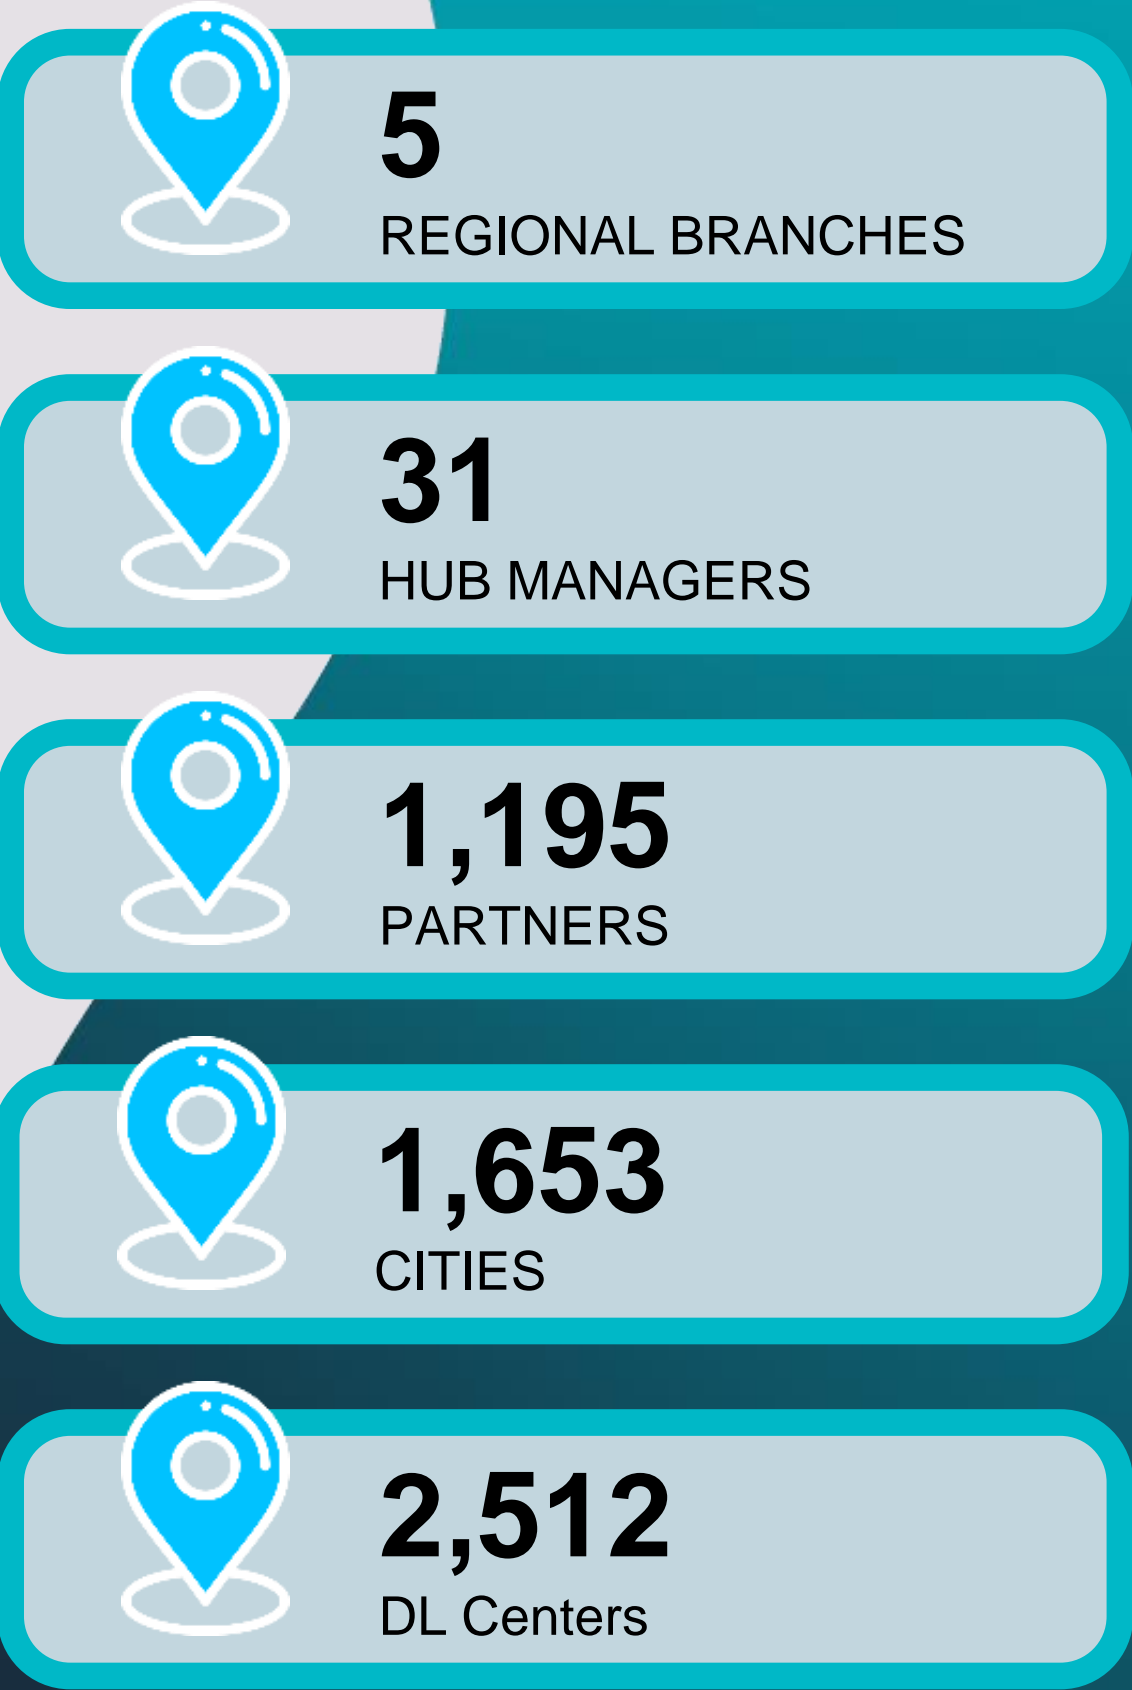 5
REGIONAL BRANCHES
31
HUB MANAGERS
1,195
PARTNERS
1,653
CITIES
2,512
DL Centers